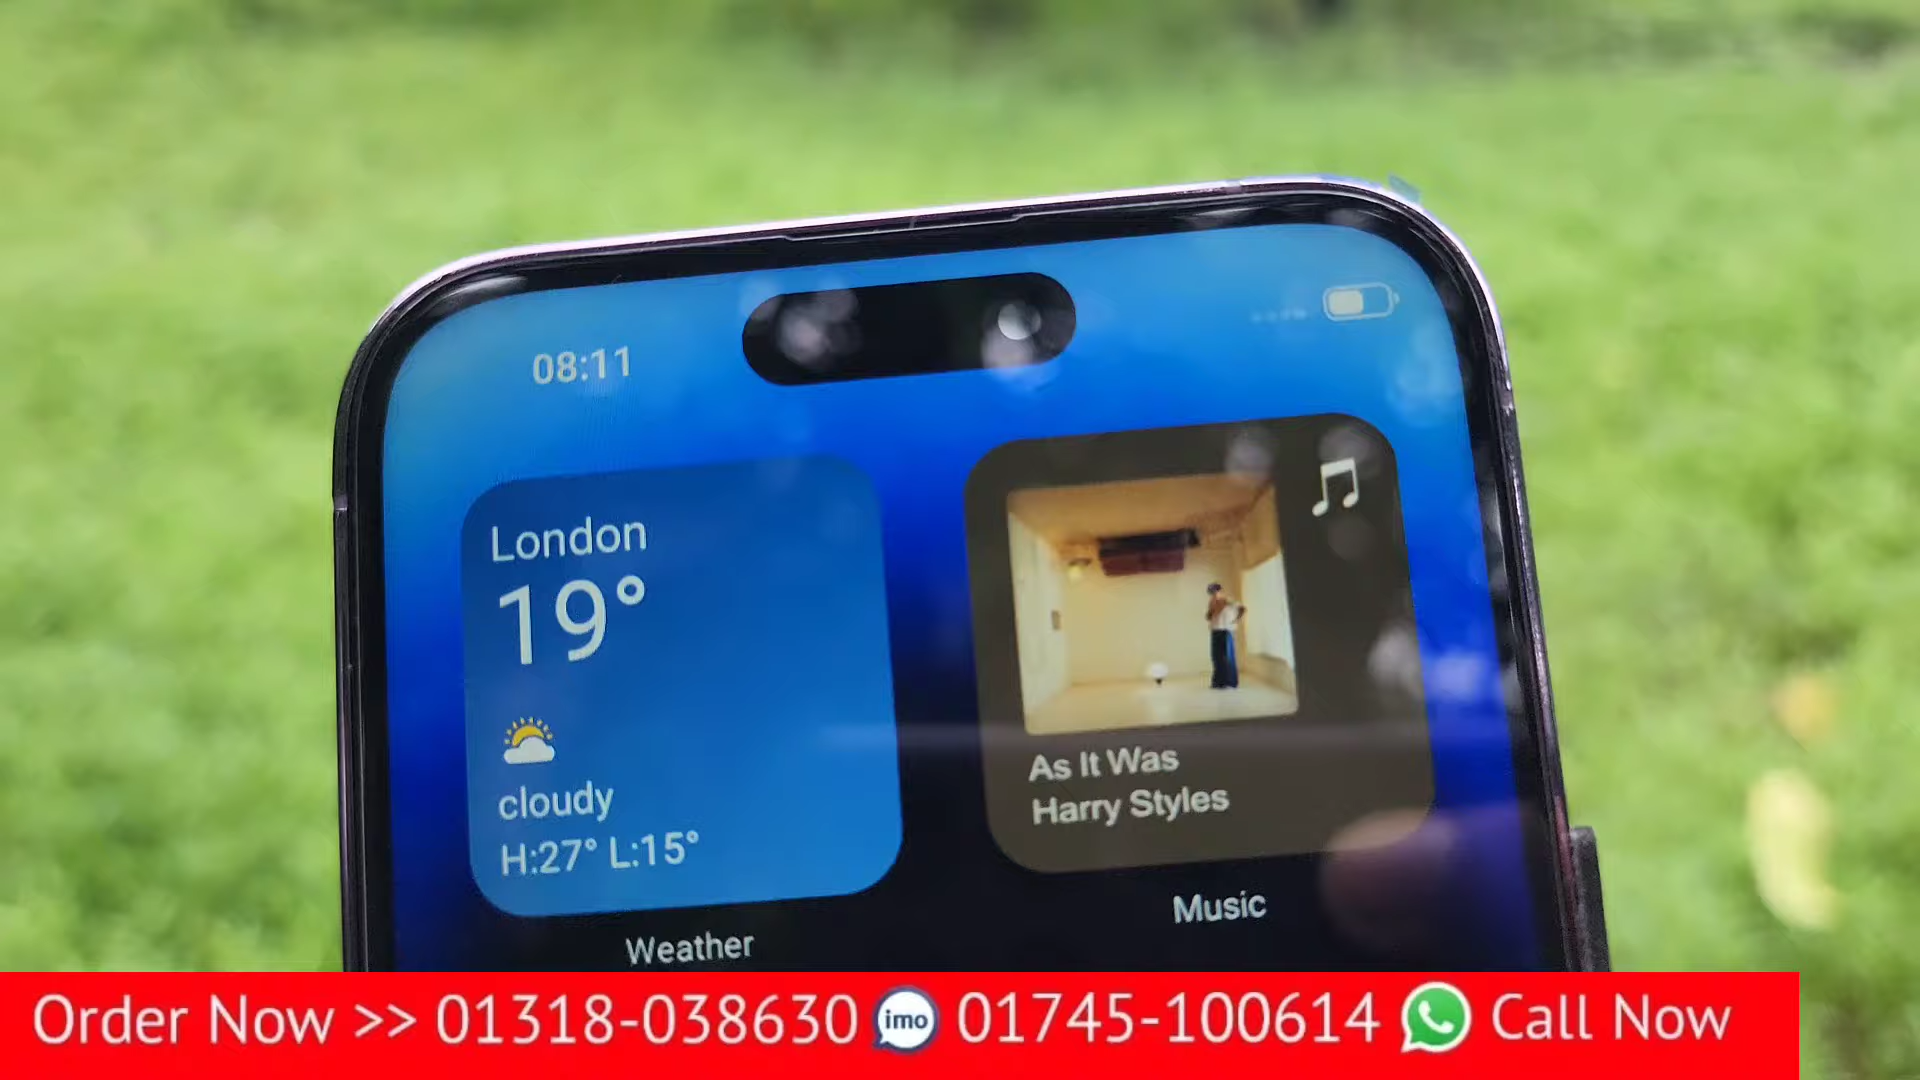 08:11
London
19°
cloudy
H:27° L:15°
Weather
As It Was
Harry Styles
Music
Order Now >> 01318-038630 imo 01745-100614 Call Now